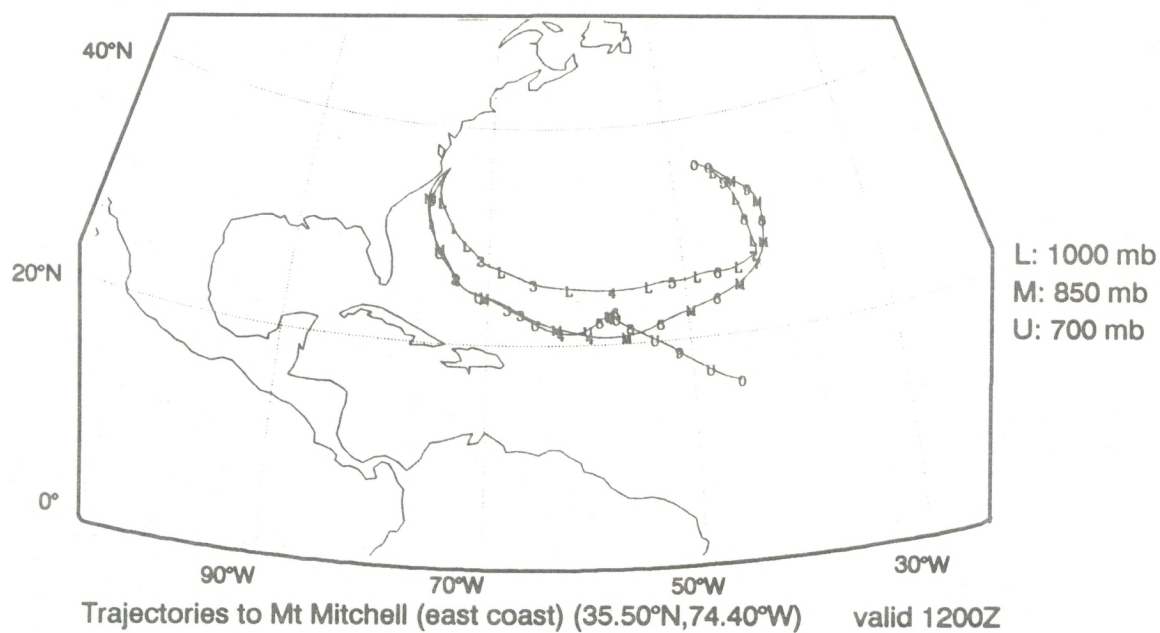 40°N
20°N
0°
90°W
70°W
50°W
30°W
L: 1000 mb
M: 850 mb
U: 700 mb
Trajectories to Mt Mitchell (east coast) (35.50°N,74.40°W) valid 1200Z